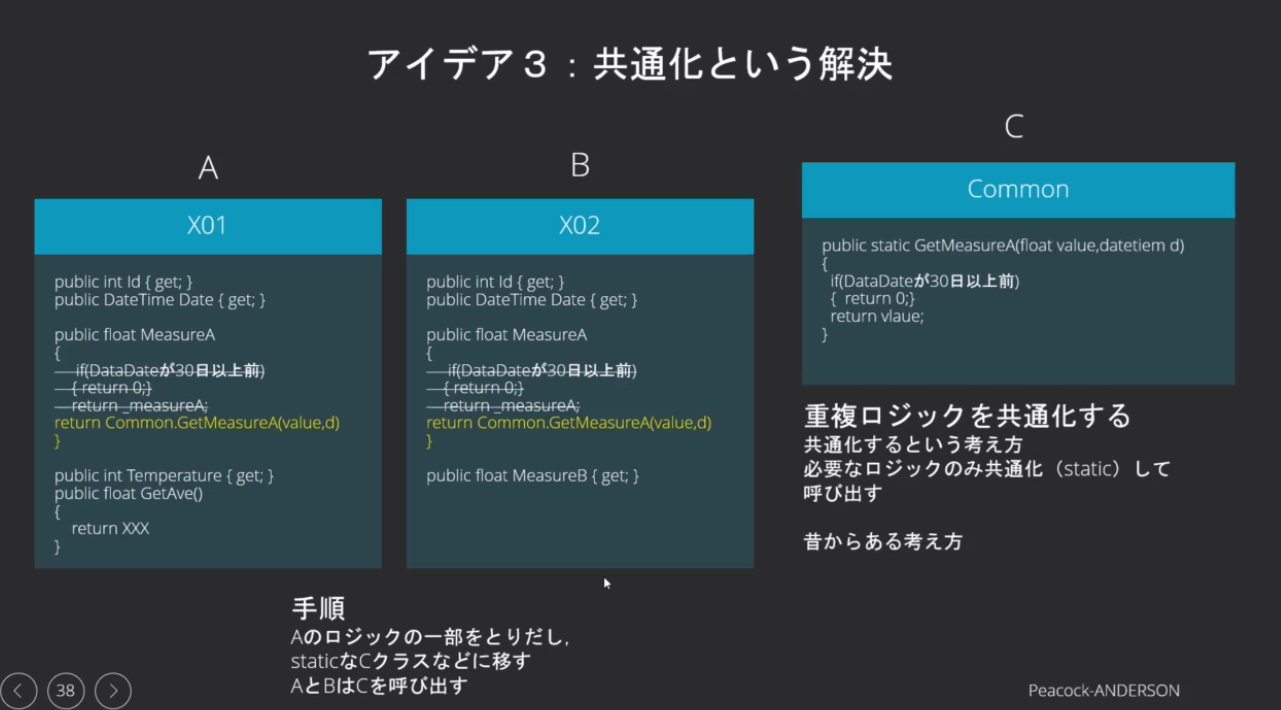 アイデア３：共通化という解決
A
X01
public int Id { get; }
public DateTime Date { get; }
public float MeasureA
{
if(DataDateが30日以上前)
{ return 0;}
return _measureA;
return Common.GetMeasureA(value,d)
}
public int Temperature { get; }
public float GetAve()
{
return XXX
}
B
X02
public int Id { get; }
public DateTime Date { get; }
public float MeasureA
{
if(DataDateが30日以上前)
{ return 0;}
return _measureA;
return Common.GetMeasureA(value,d)
}
public float MeasureB { get; }
C
Common
public static GetMeasureA(float value,datetiem d)
{
if(DataDateが30日以上前)
{ return 0;}
return vlaue;
}
重複ロジックを共通化する
共通化するという考え方
必要なロジックのみ共通化（static）して
呼び出す
昔からある考え方
手順
Aのロジックの一部をとりだし,
staticなCクラスなどに移す
AとBはCを呼び出す
38
Peacock-ANDERSON